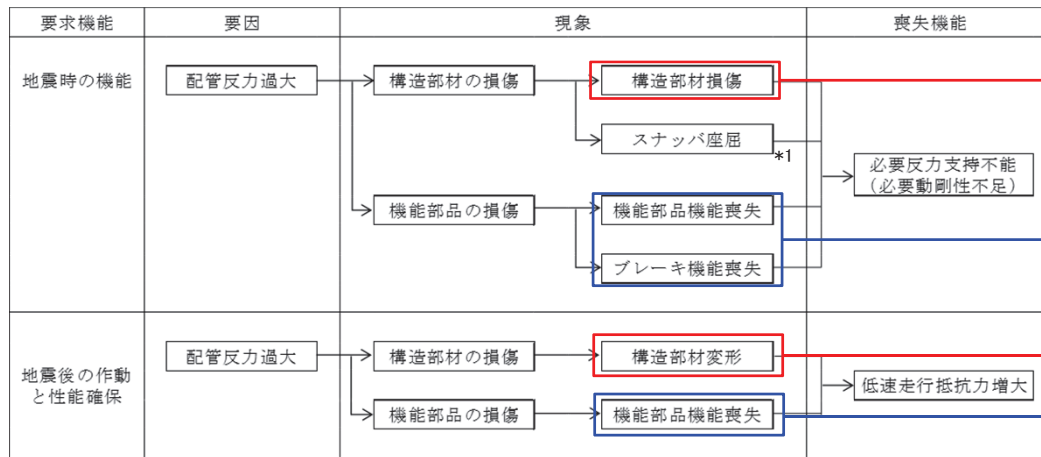 要求機能
要因
現象
喪失機能
地震時の機能
配管反力過大
構造部材の損傷
構造部材損傷
スナッバ座屈
*1
必要反力支持不能
(必要動剛性不足)
機能部品の損傷
機能部品機能喪失
ブレーキ機能喪失
地震後の作動
と性能確保
配管反力過大
構造部材の損傷
構造部材変形
低速走行抵抗力増大
機能部品の損傷
機能部品機能喪失